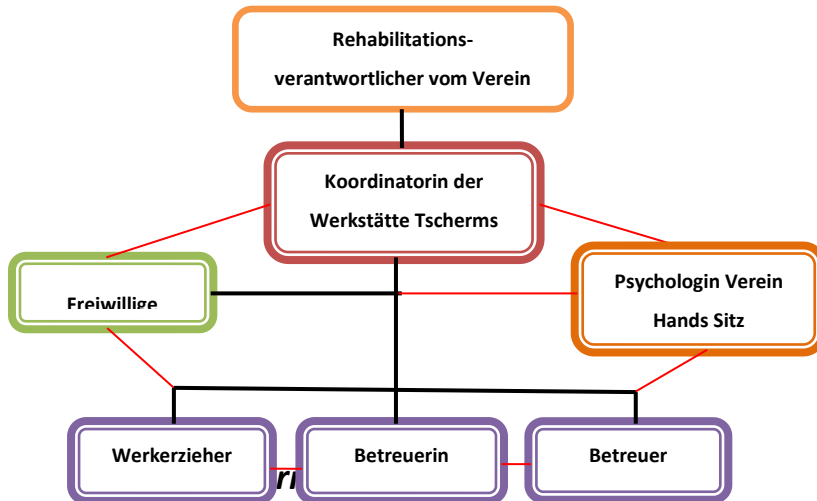 Rehabilitations-
verantwortlicher vom Verein
Koordinatorin der
Werkstätte Tscherms
Freiwillige
Psychologin Verein
Hands Sitz
Werkerzieher
Betreuerin
Betreuer